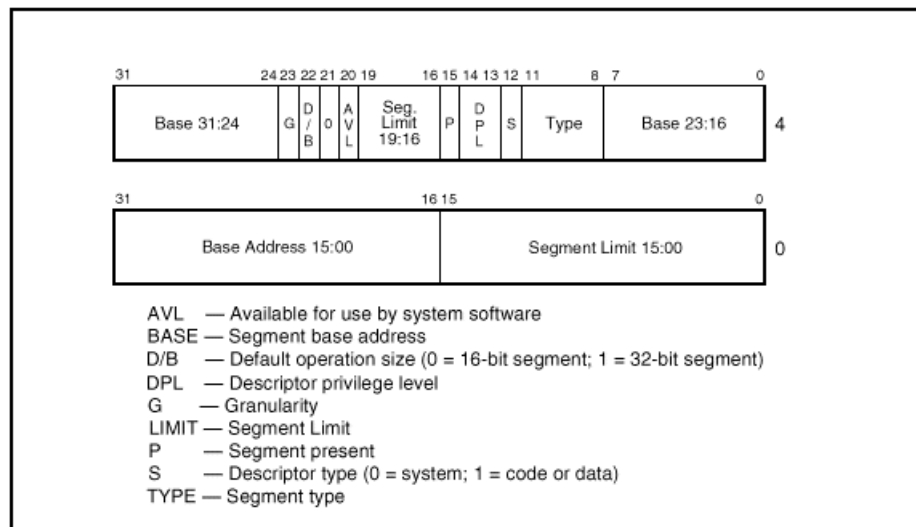 31 24 23 22 21 20 19 16 15 14 13 12 11 8 7 0
Base 31:24 G D/B 0 AVL Seg. Limit 19:16 P DPL S Type Base 23:16 4
31 16 15 0
Base Address 15:00 Segment Limit 15:00 0
AVL — Available for use by system software
BASE — Segment base address
D/B — Default operation size (0 = 16-bit segment; 1 = 32-bit segment)
DPL — Descriptor privilege level
G — Granularity
LIMIT — Segment Limit
P — Segment present
S — Descriptor type (0 = system; 1 = code or data)
TYPE — Segment type